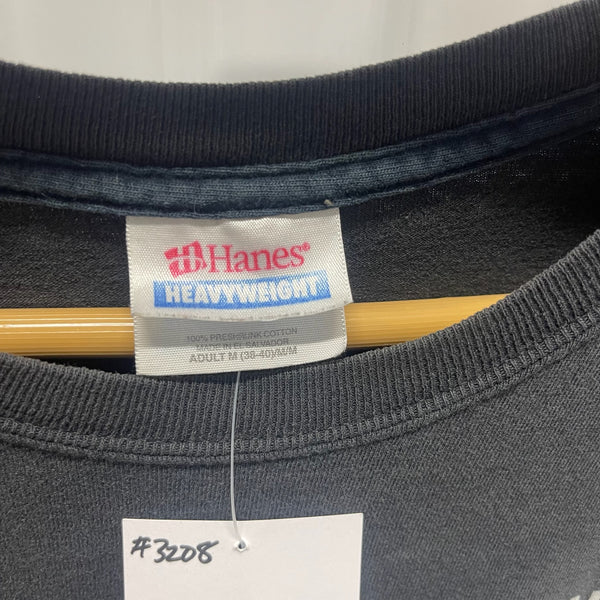 Hanes®
HEAVYWEIGHT
100% PRESHRUNK COTTON
MADE IN EL SALVADOR
ADULT M (38-40)/M/M
#3208